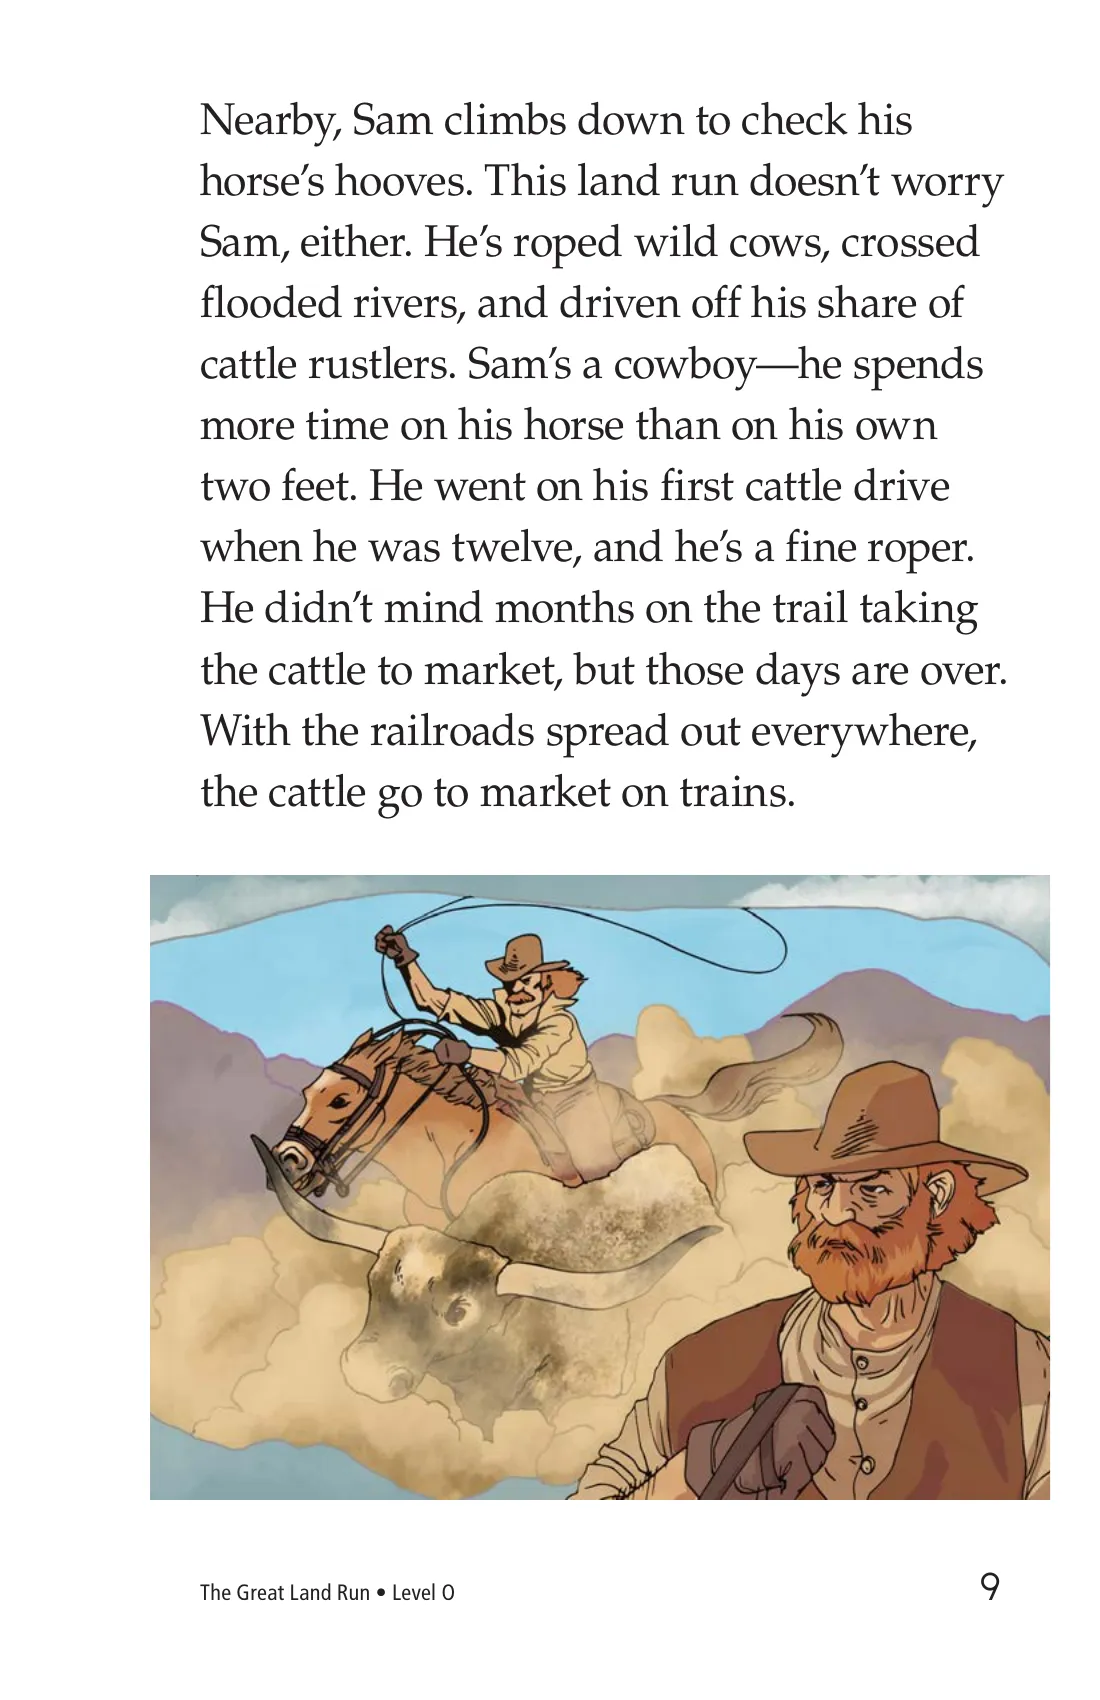 Nearby, Sam climbs down to check his
horse’s hooves. This land run doesn’t worry
Sam, either. He’s roped wild cows, crossed
flooded rivers, and driven off his share of
cattle rustlers. Sam’s a cowboy—he spends
more time on his horse than on his own
two feet. He went on his first cattle drive
when he was twelve, and he’s a fine roper.
He didn’t mind months on the trail taking
the cattle to market, but those days are over.
With the railroads spread out everywhere,
the cattle go to market on trains.
The Great Land Run • Level O
9